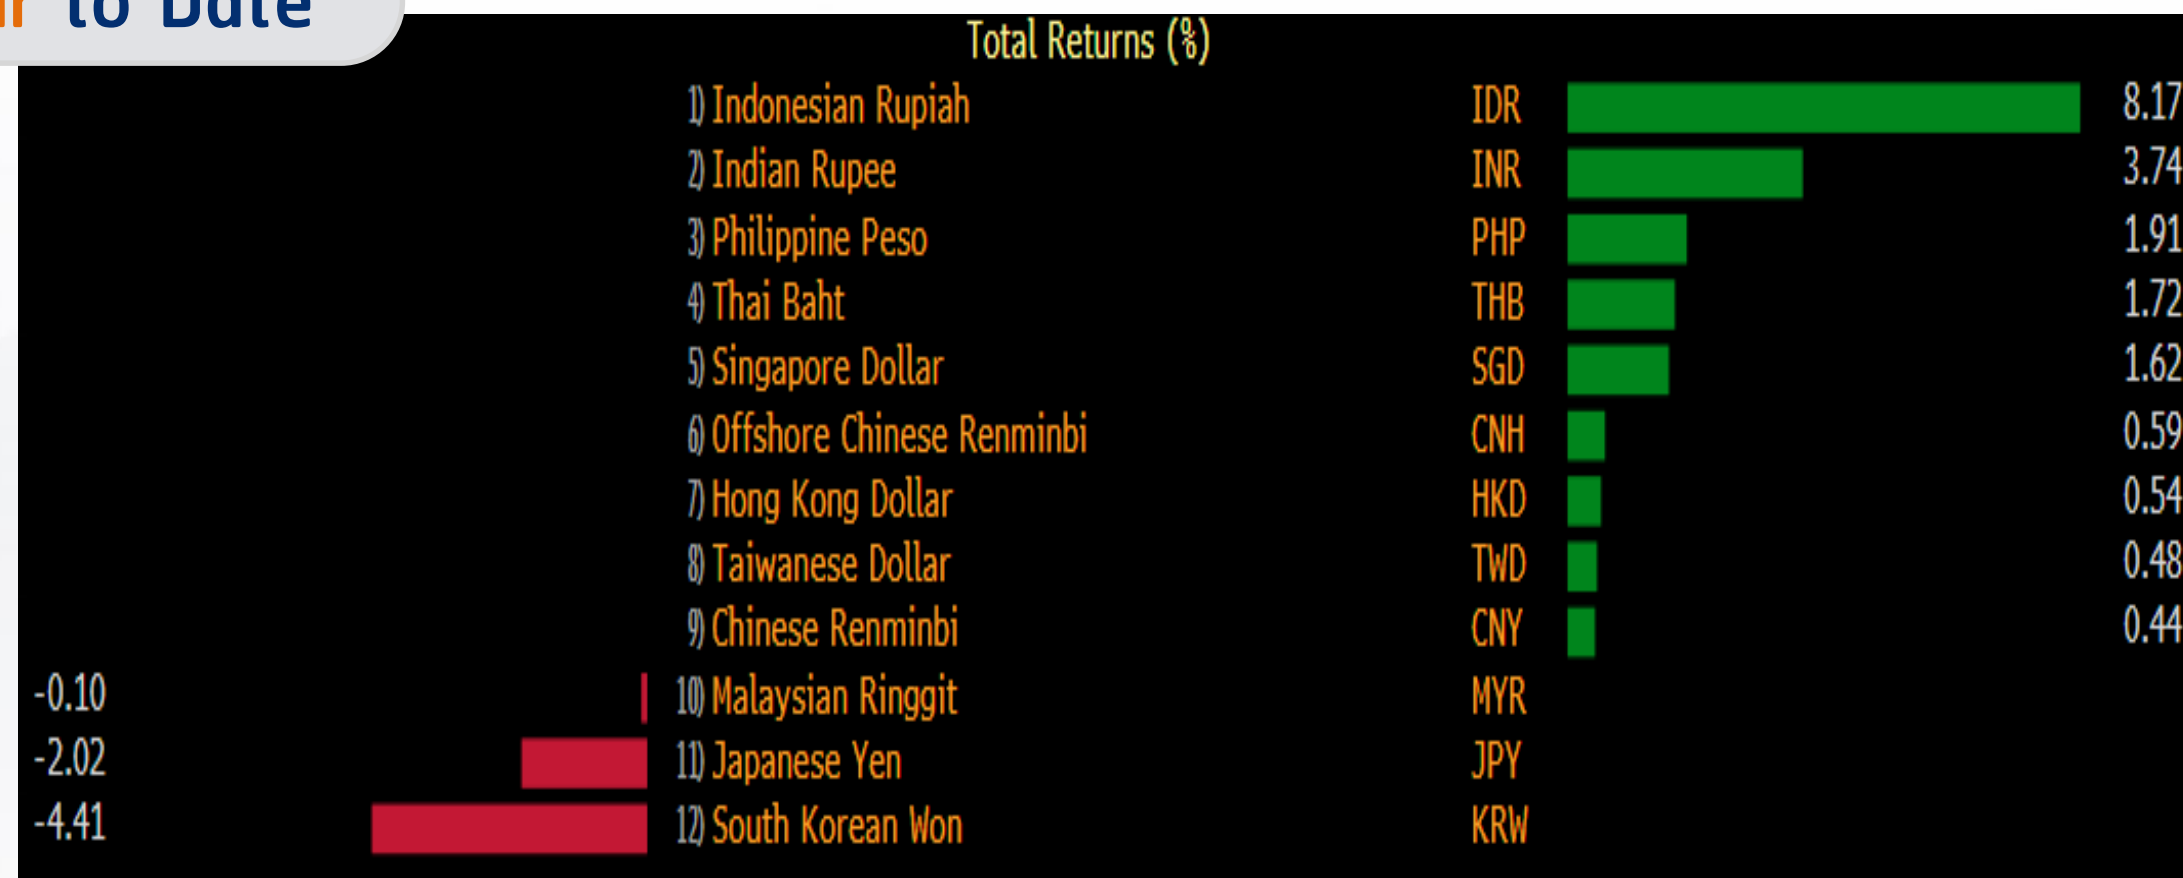 to Date
Total Returns (%)
1) Indonesian Rupiah IDR 8.17
2) Indian Rupee INR 3.74
3) Philippine Peso PHP 1.91
4) Thai Baht THB 1.72
5) Singapore Dollar SGD 1.62
6) Offshore Chinese Renminbi CNH 0.59
7) Hong Kong Dollar HKD 0.54
8) Taiwanese Dollar TWD 0.48
9) Chinese Renminbi CNY 0.44
-0.10 10) Malaysian Ringgit MYR
-2.02 11) Japanese Yen JPY
-4.41 12) South Korean Won KRW